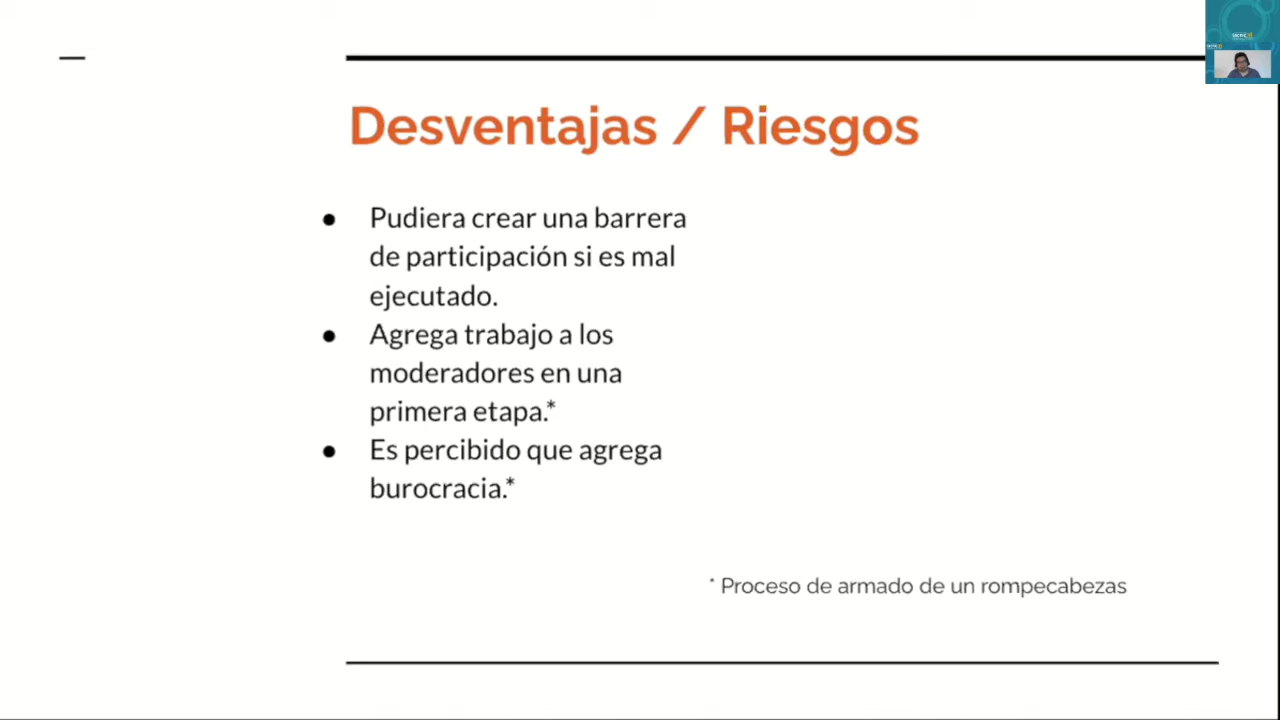 Desventajas / Riesgos
● Pudiera crear una barrera
de participación si es mal
ejecutado.
● Agrega trabajo a los
moderadores en una
primera etapa.*
● Es percibido que agrega
burocracia.*
* Proceso de armado de un rompecabezas